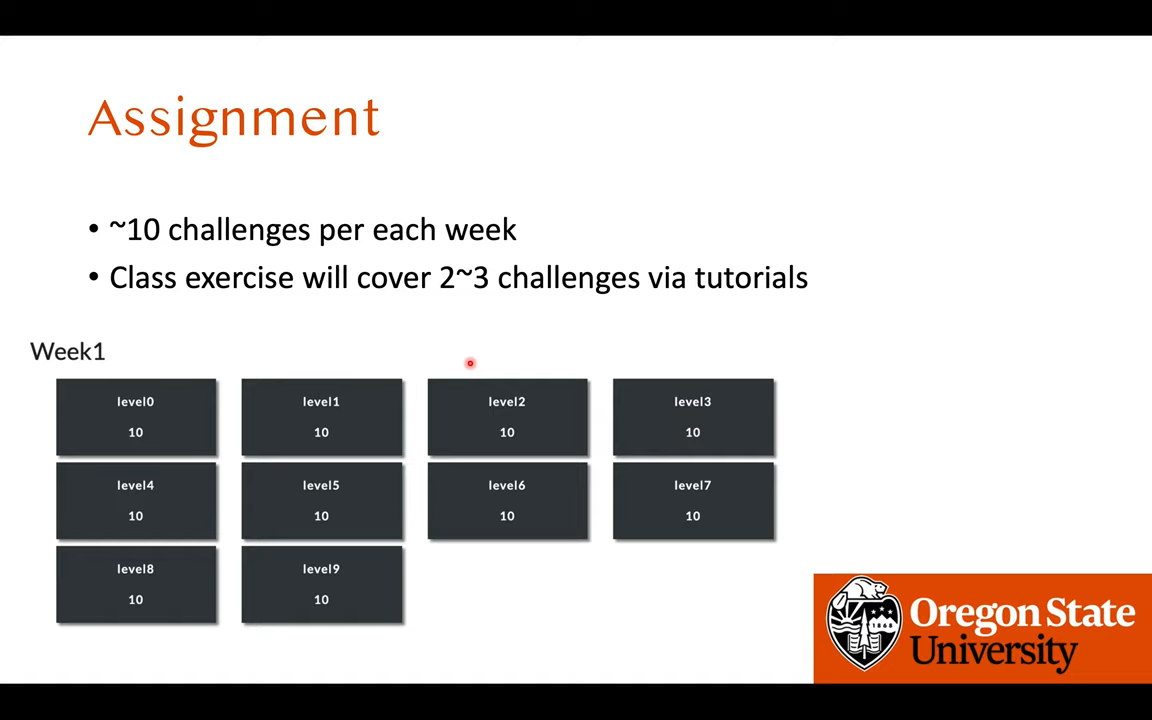 Assignment
• ~10 challenges per each week
• Class exercise will cover 2~3 challenges via tutorials
Week1
level0 level1 level2 level3
10 10 10 10
level4 level5 level6 level7
10 10 10 10
level8 level9
10 10
Oregon State
University